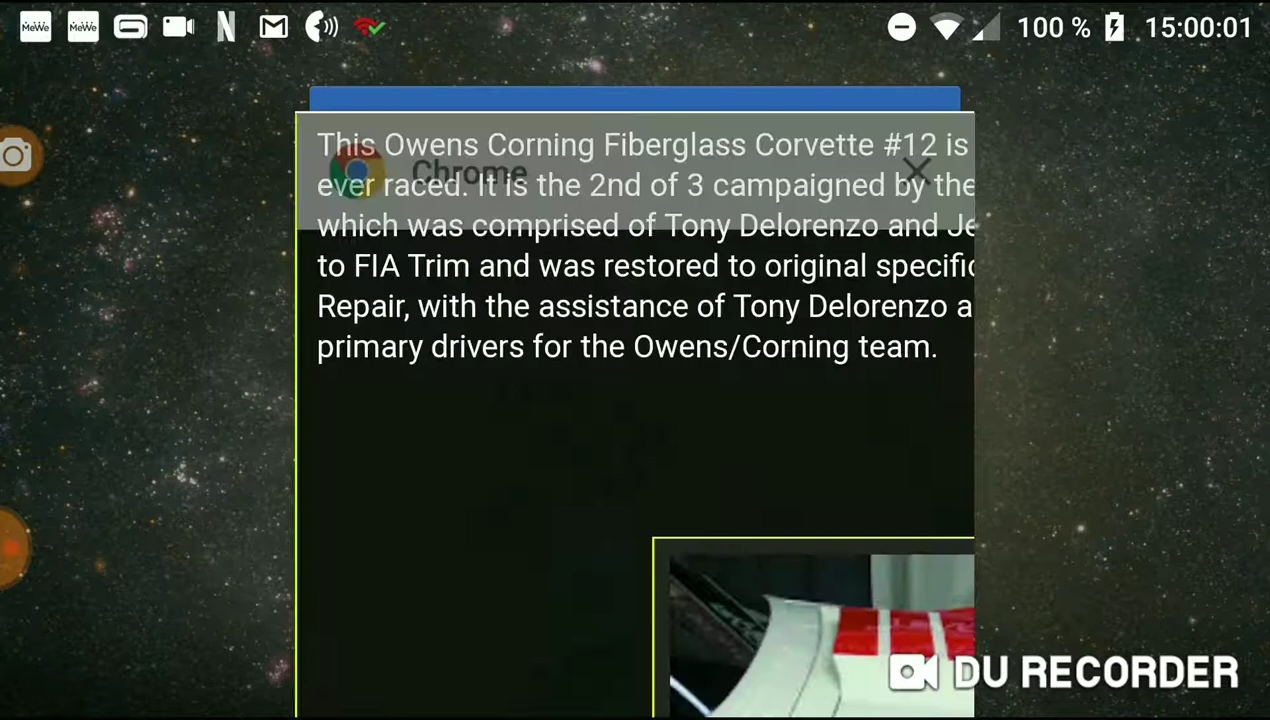 MeWe MeWe N 100 % 15:00:01
Chrome
This Owens Corning Fiberglass Corvette #12 is
ever raced. It is the 2nd of 3 campaigned by the
which was comprised of Tony Delorenzo and Je
to FIA Trim and was restored to original specific
Repair, with the assistance of Tony Delorenzo a
primary drivers for the Owens/Corning team.
DU RECORDER